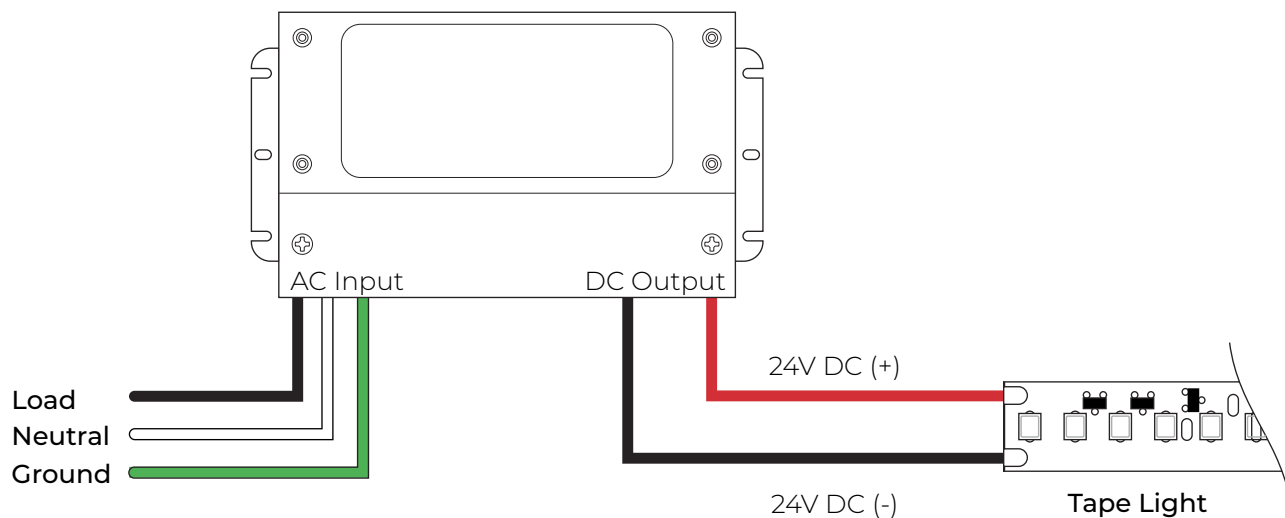 AC Input
DC Output
24V DC (+)
Load
Neutral
Ground
24V DC (-)
Tape Light